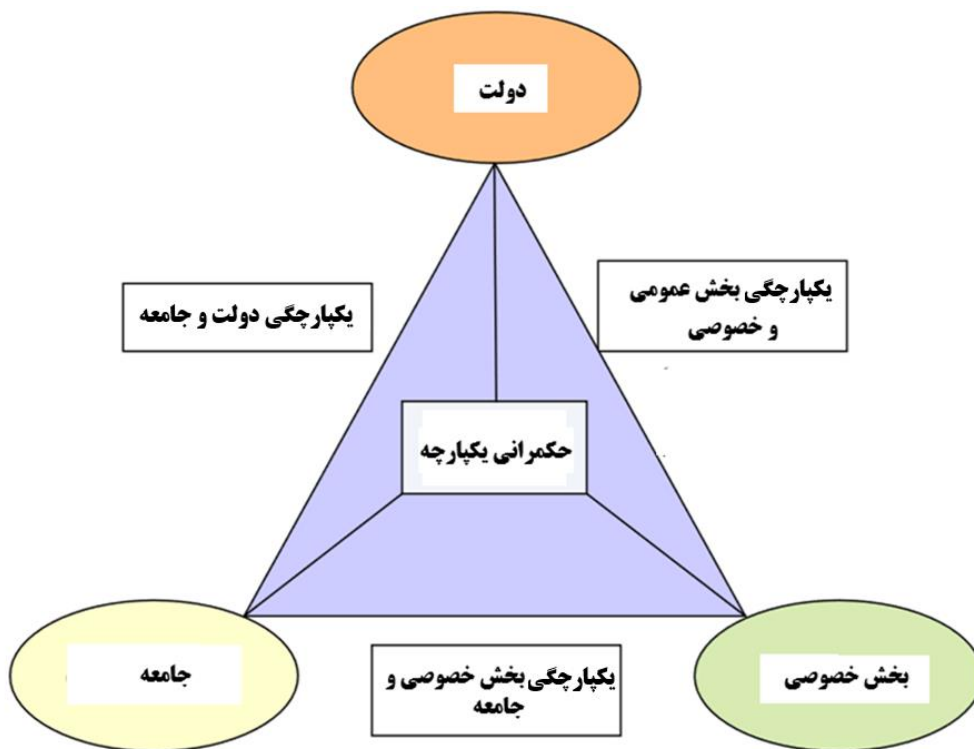 دولت
یکپارچگی بخش عمومی
و خصوصی
یکپارچگی دولت و جامعه
حکمرانی یکپارچه
بخش خصوصی
یکپارچگی بخش خصوصی و
جامعه
جامعه